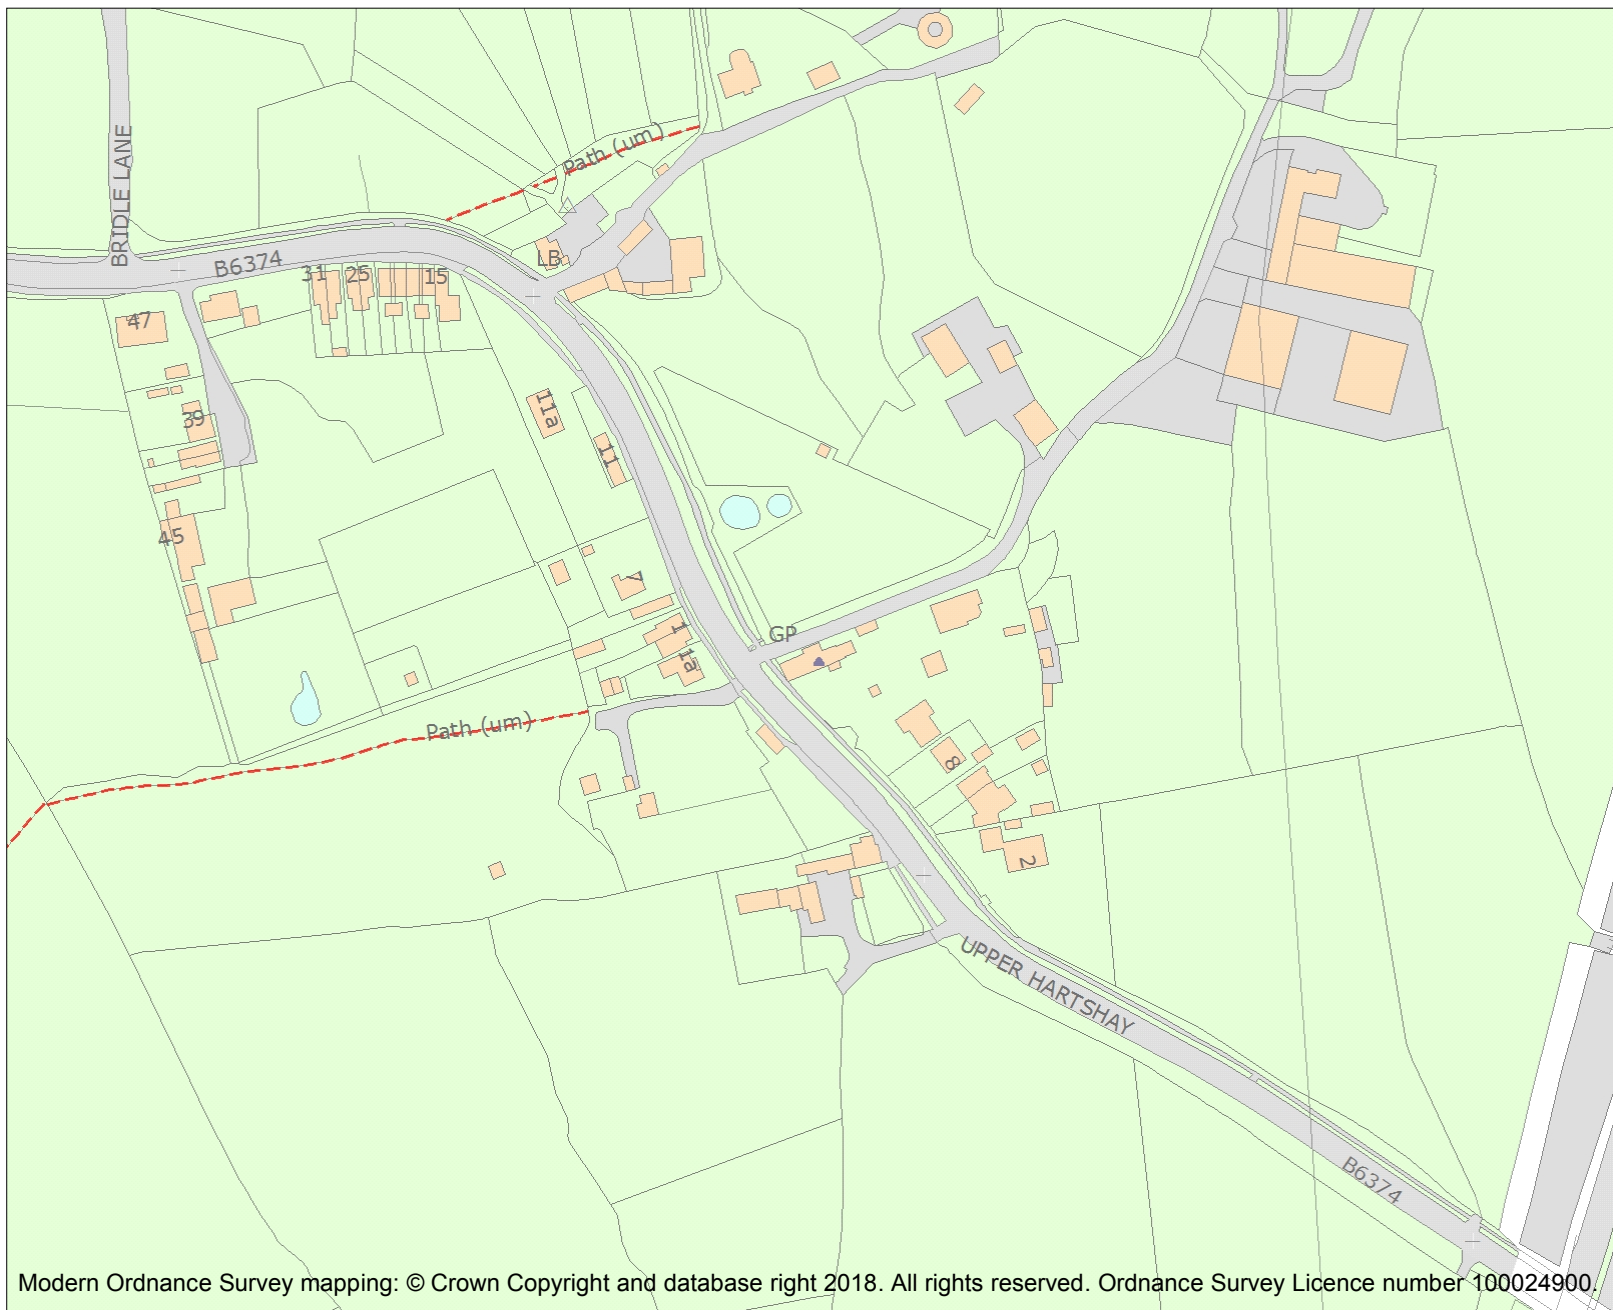 Path (um)
BRIDLE LANE
B6374
LB
31
25
15
47
11a
39
11
45
7
1
GP
1a
Path (um)
8
2
UPPER HARTSHAY
B6374
Modern Ordnance Survey mapping: © Crown Copyright and database right 2018. All rights reserved. Ordnance Survey Licence number 100024900.